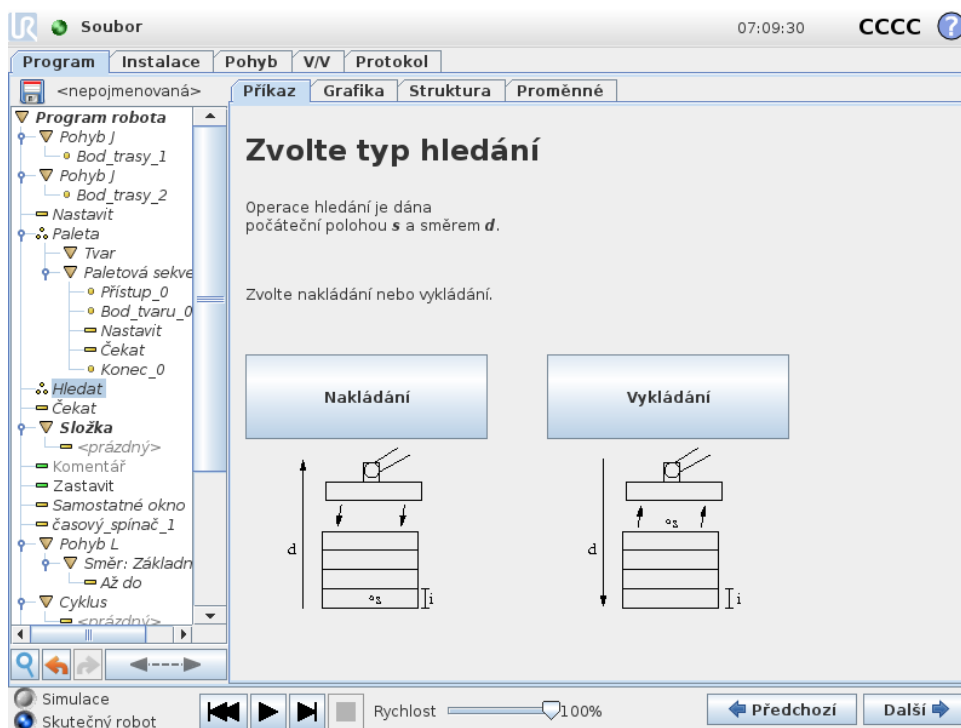 UR Soubor 07:09:30 CCCC ?
Program Instalace Pohyb V/V Protokol
<nepojmenovaná> Příkaz Grafika Struktura Proměnné
Program robota
Pohyb J
Bod_trasy_1
Pohyb J
Bod_trasy_2
Nastavit
Paleta
Tvar
Paletová sekve
Přístup_0
Bod_tvaru_0
Nastavit
Čekat
Konec_0
Hledat
Čekat
Složka
<prázdný>
Komentář
Zastavit
Samostatné okno
časový_spínač_1
Pohyb L
Směr: Základn
Až do
Cyklus
<prázdný>
Zvolte typ hledání
Operace hledání je dána
počáteční polohou s a směrem d.
Zvolte nakládání nebo vykládání.
Nakládání Vykládání
d s i
d s i
Simulace
Skutečný robot
Rychlost 100%
Předchozí Další